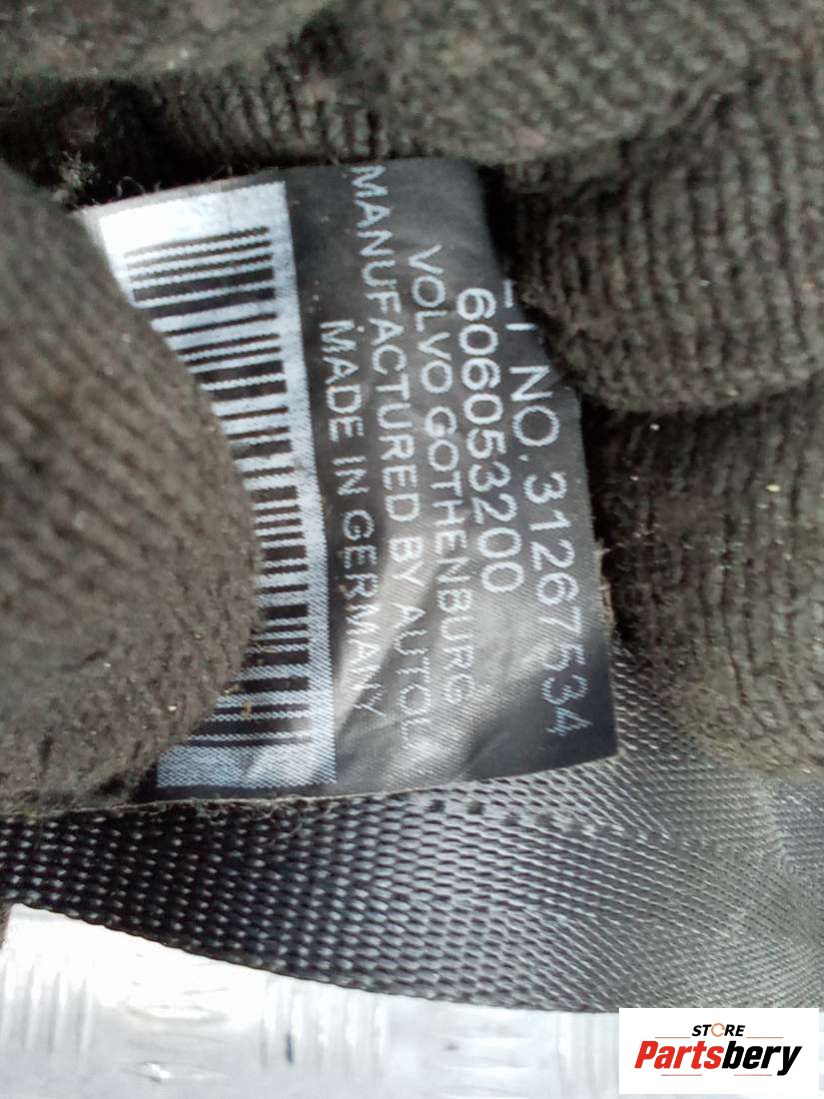 NO. 31267534
606053200
VOLVO GOTHENBURG
MANUFACTURED BY AUTOL
MADE IN GERMANY
STORE
Partsbery